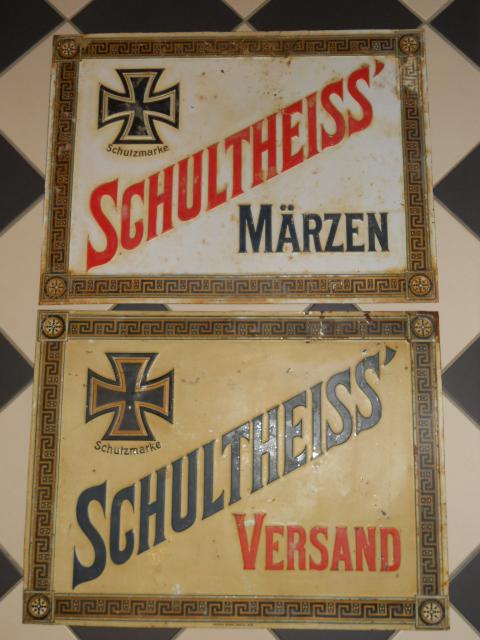 Schutzmarke
SCHULTHEISS'
MÄRZEN
Schutzmarke
SCHULTHEISS'
VERSAND